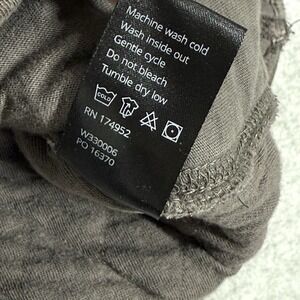 Machine wash cold
Wash inside out
Gentle cycle
Do not bleach
Tumble dry low
COLD
RN 174952
W330006
PO 16370